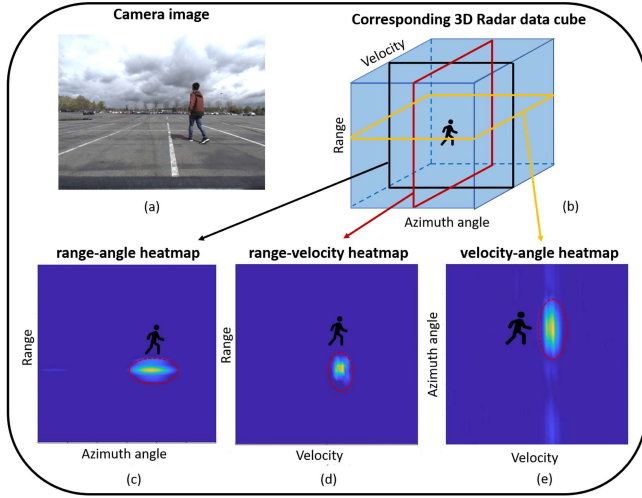 Camera image
Corresponding 3D Radar data cube
Velocity
Range
Azimuth angle
(a)
(b)
range-angle heatmap
range-velocity heatmap
velocity-angle heatmap
Range
Range
Azimuth angle
Azimuth angle
Velocity
Velocity
(c)
(d)
(e)